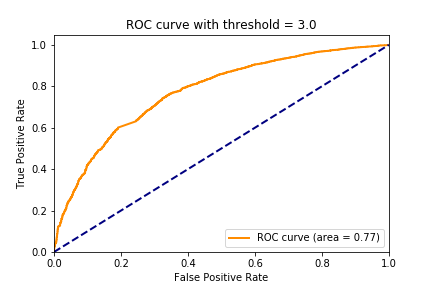 ROC curve with threshold = 3.0
True Positive Rate
1.0
0.8
0.6
0.4
0.2
0.0
ROC curve (area = 0.77)
0.0 0.2 0.4 0.6 0.8 1.0
False Positive Rate